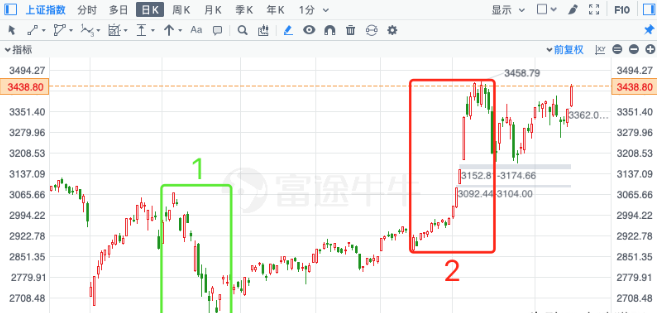 上证指数 分时 多日 日K 周K 月K 季K 年K 1分 显示 F10
指标 前复权
3494.27 3458.79 3494.27
3438.80 3438.80
3351.40 3362.0... 3351.40
3279.96 3279.96
3208.53 3208.53
3137.09 1 3152.81-3174.66 3137.09
3065.66 富途牛牛 3092.44-3104.00 3065.66
2994.22 2994.22
2922.79 2922.79
2851.35 2851.35
2779.91 2 2779.91
2708.48 2708.48